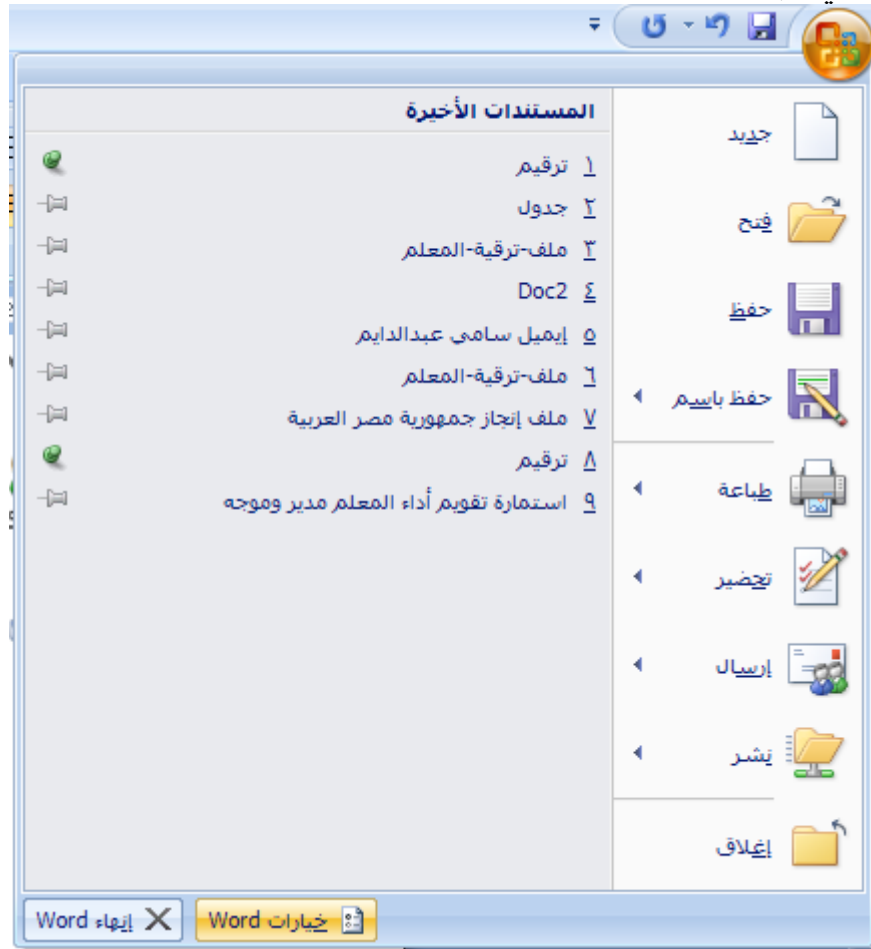 ي
جديد
فتح
حفظ
حفظ باسم
طباعة
تحضير
إرسال
نشر
إغلاق
المستندات الأخيرة
١ ترقيم
٢ جدول
٣ ملف-ترقية-المعلم
٤ Doc2
٥ إيميل سامي عبدالدايم
٦ ملف-ترقية-المعلم
٧ ملف إنجاز جمهورية مصر العربية
٨ ترقيم
٩ استمارة تقويم أداء المعلم مدير وموجه
خيارات Word
إنهاء Word